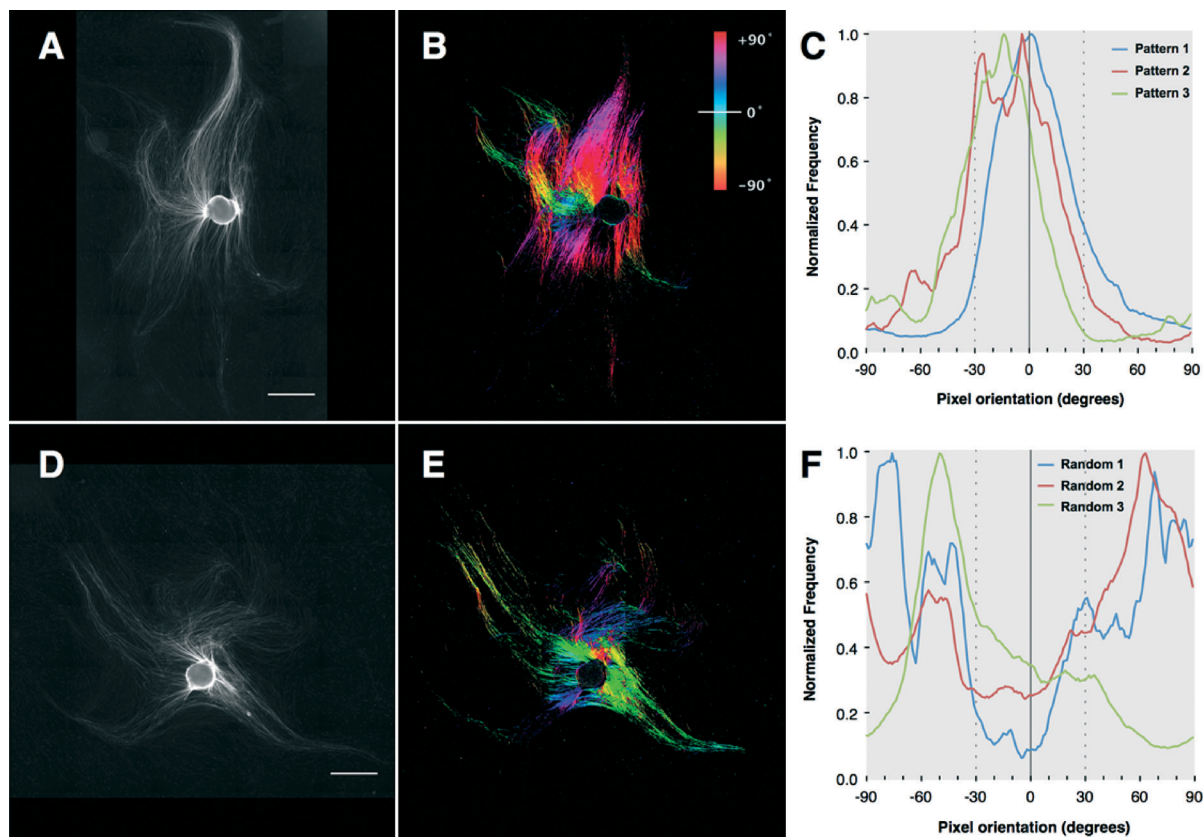 A
B
+90°
0°
-90°
C
Pattern 1
Pattern 2
Pattern 3
Normalized Frequency
1.0
0.8
0.6
0.4
0.2
0.0
-90 -60 -30 0 30 60 90
Pixel orientation (degrees)
D
E
F
Random 1
Random 2
Random 3
Normalized Frequency
1.0
0.8
0.6
0.4
0.2
0.0
-90 -60 -30 0 30 60 90
Pixel orientation (degrees)